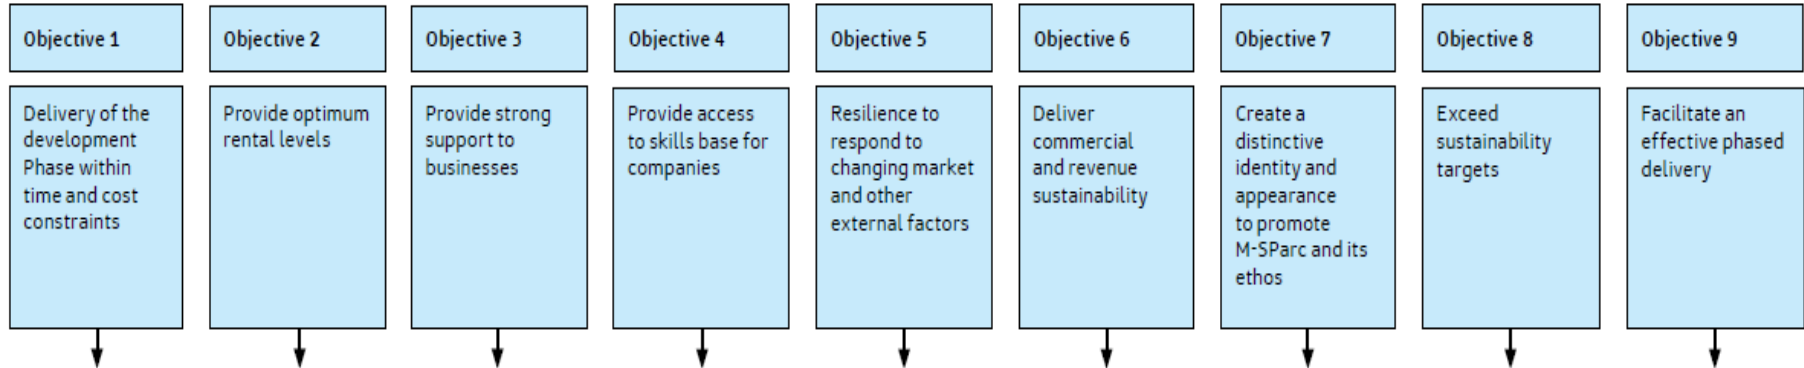 Objective 1
Delivery of the
development
Phase within
time and cost
constraints
Objective 2
Provide optimum
rental levels
Objective 3
Provide strong
support to
businesses
Objective 4
Provide access
to skills base for
companies
Objective 5
Resilience to
respond to
changing market
and other
external factors
Objective 6
Deliver
commercial
and revenue
sustainability
Objective 7
Create a
distinctive
identity and
appearance
to promote
M-SParc and its
ethos
Objective 8
Exceed
sustainability
targets
Objective 9
Facilitate an
effective phased
delivery